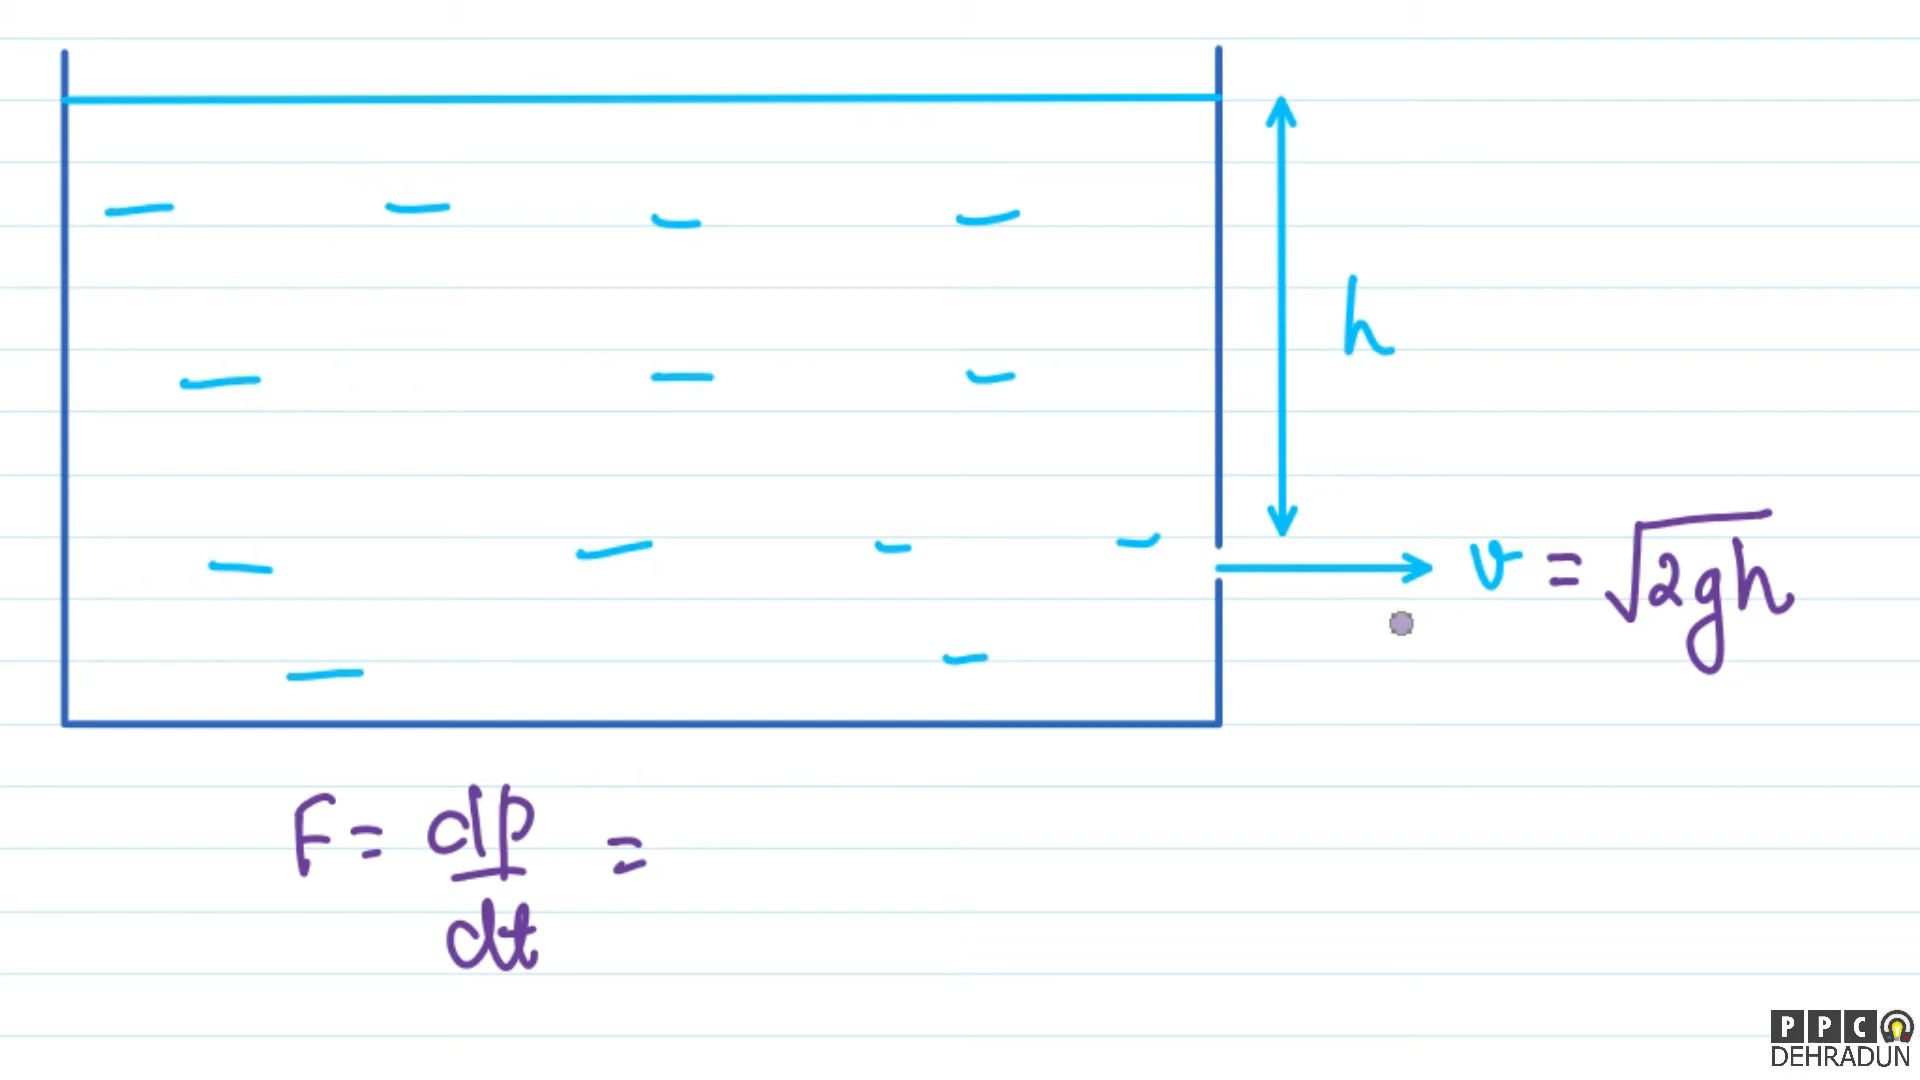 h
v = √2gh
F = dp/dt =
PPC
DEHRADUN